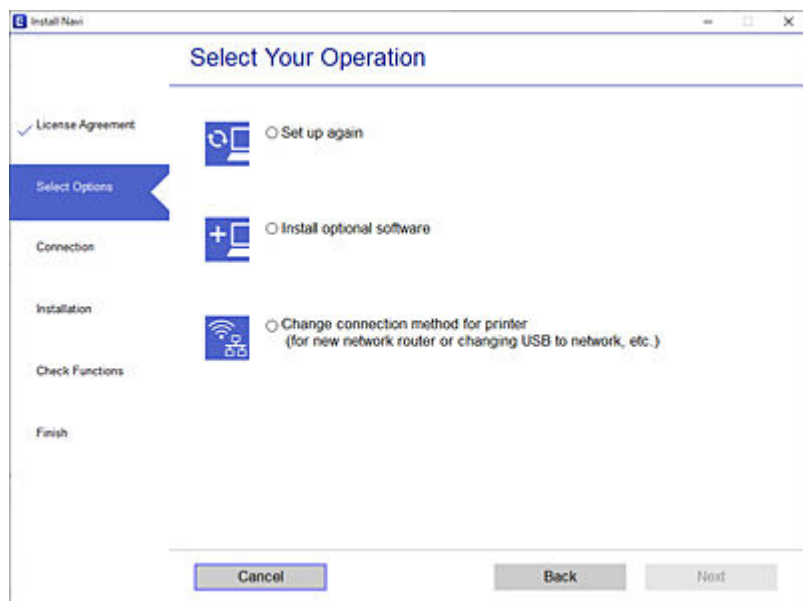 Install Navi
Select Your Operation
License Agreement
Select Options
Connection
Installation
Check Functions
Finish
Set up again
Install optional software
Change connection method for printer
(for new network router or changing USB to network, etc.)
Cancel
Back
Next